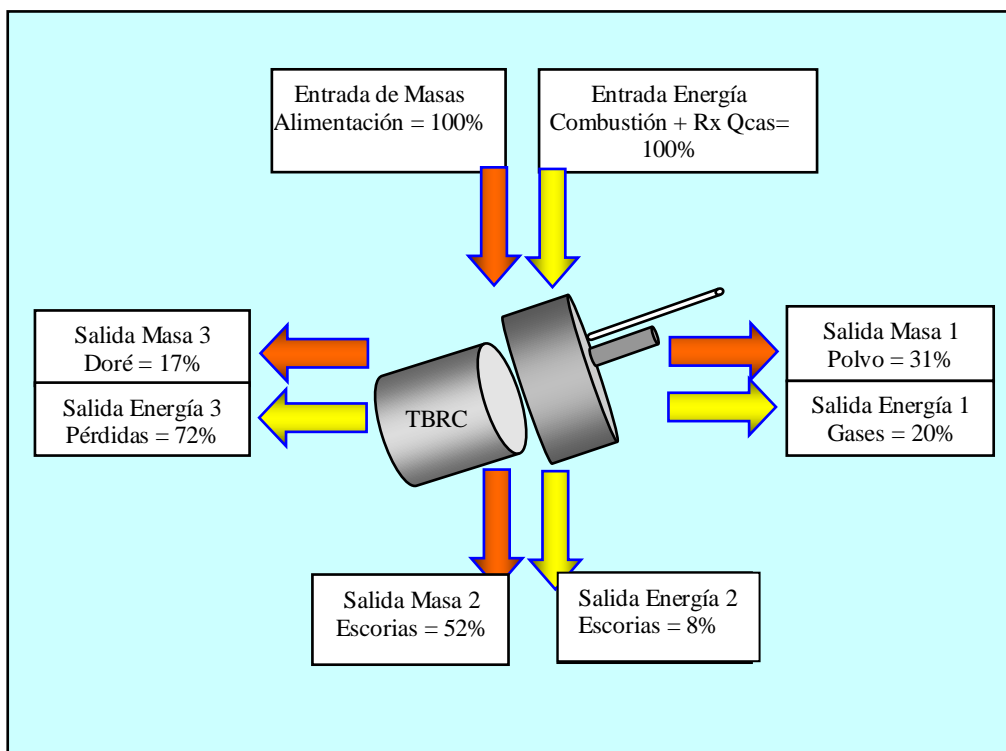 Entrada de Masas
Alimentación = 100%
Entrada Energía
Combustión + Rx Qcas=
100%
Salida Masa 3
Doré = 17%
Salida Energía 3
Pérdidas = 72%
TBRC
Salida Masa 1
Polvo = 31%
Salida Energía 1
Gases = 20%
Salida Masa 2
Escorias = 52%
Salida Energía 2
Escorias = 8%